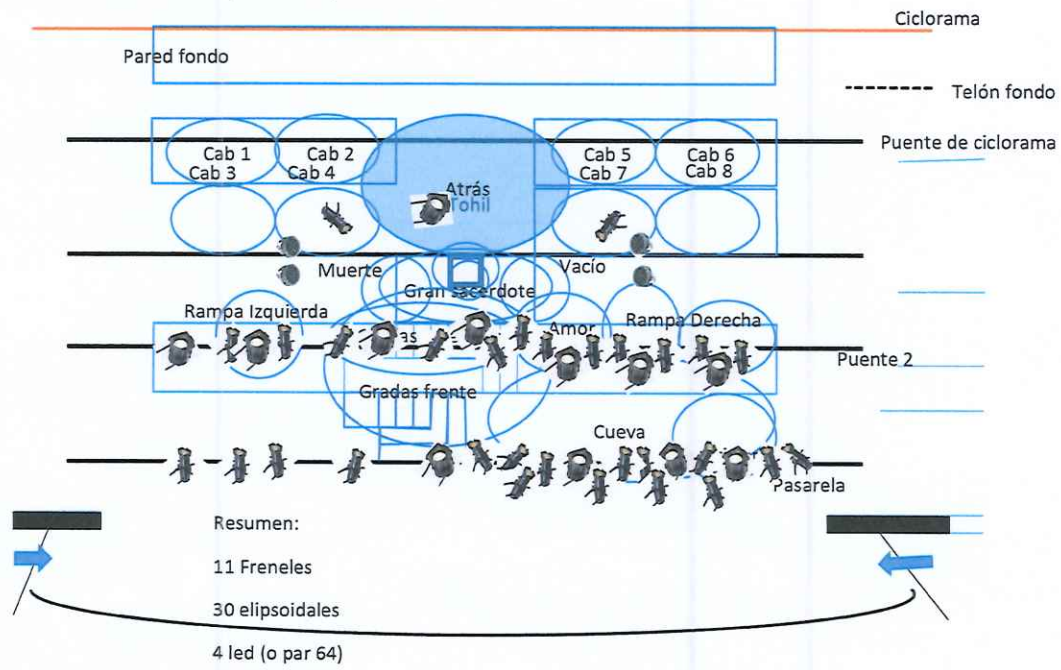 Ciclorama
Pared fondo
Telón fondo
Puente de ciclorama
Cab 1 Cab 2 Cab 5 Cab 6
Cab 3 Cab 4 Cab 7 Cab 8
Atrás
Tohil
Muerte Vacío
Gran sacerdote
Rampa Izquierda Amor Rampa Derecha
Puente 2
Gradas frente
Cueva
Pasarela
Resumen:
11 Freneles
30 elipsoidales
4 led (o par 64)